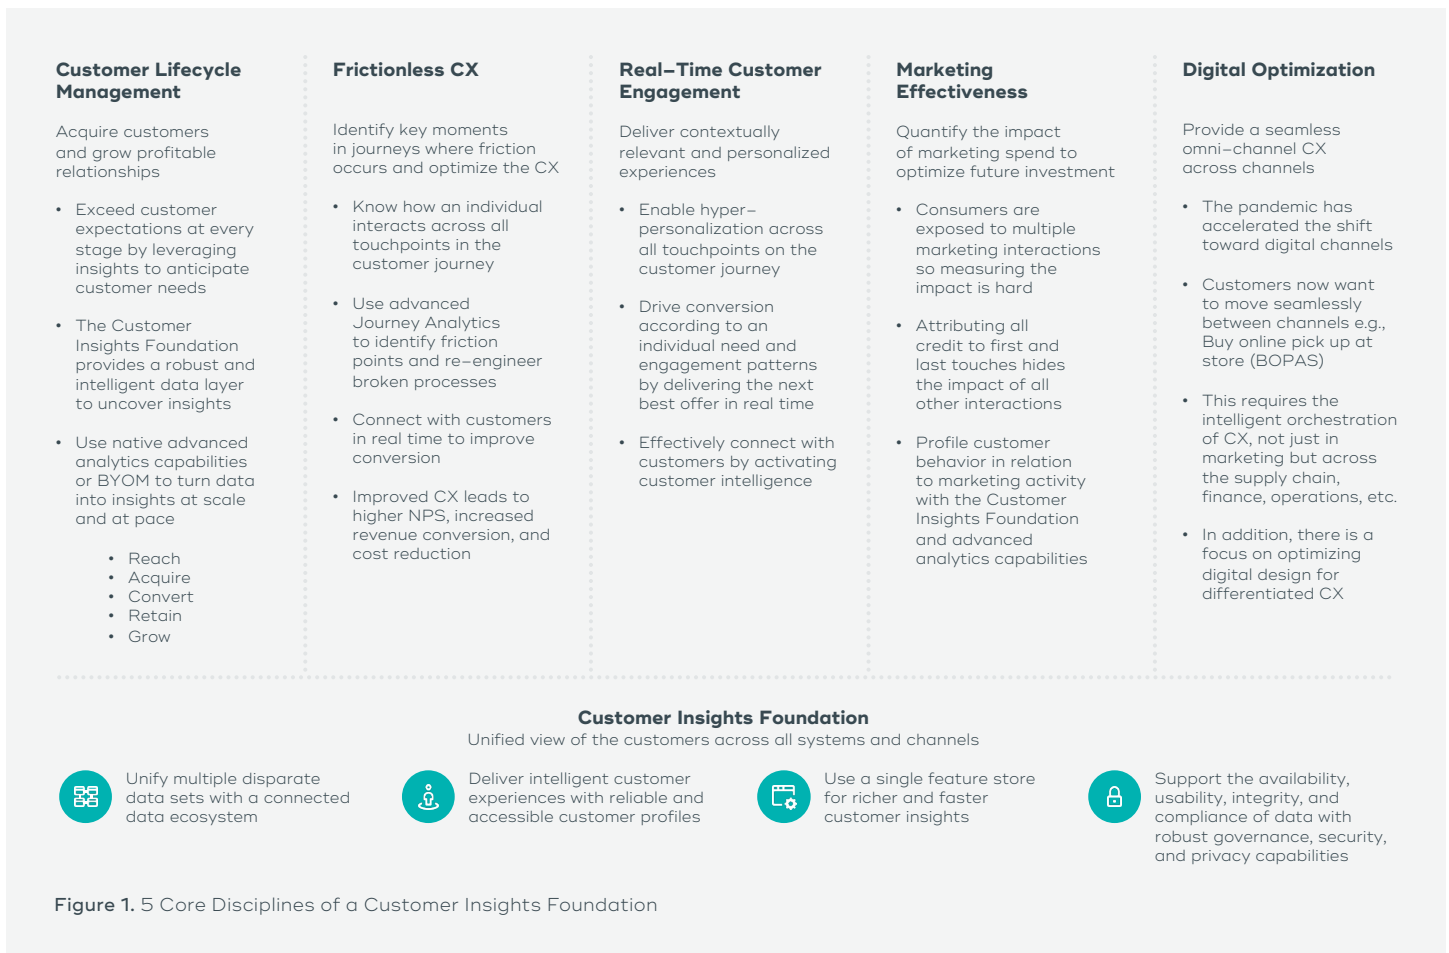 Customer Lifecycle
Management
Acquire customers
and grow profitable
relationships
• Exceed customer
expectations at every
stage by leveraging
insights to anticipate
customer needs
• The Customer
Insights Foundation
provides a robust and
intelligent data layer
to uncover insights
• Use native advanced
analytics capabilities
or BYOM to turn data
into insights at scale
and at pace
• Reach
• Acquire
• Convert
• Retain
• Grow
Frictionless CX
Identify key moments
in journeys where friction
occurs and optimize the CX
• Know how an individual
interacts across all
touchpoints in the
customer journey
• Use advanced
Journey Analytics
to identify friction
points and re–engineer
broken processes
• Connect with customers
in real time to improve
conversion
• Improved CX leads to
higher NPS, increased
revenue conversion, and
cost reduction
Real–Time Customer
Engagement
Deliver contextually
relevant and personalized
experiences
• Enable hyper–
personalization across
all touchpoints on the
customer journey
• Drive conversion
according to an
individual need and
engagement patterns
by delivering the next
best offer in real time
• Effectively connect with
customers by activating
customer intelligence
Marketing
Effectiveness
Quantify the impact
of marketing spend to
optimize future investment
• Consumers are
exposed to multiple
marketing interactions
so measuring the
impact is hard
• Attributing all
credit to first and
last touches hides
the impact of all
other interactions
• Profile customer
behavior in relation
to marketing activity
with the Customer
Insights Foundation
and advanced
analytics capabilities
Digital Optimization
Provide a seamless
omni–channel CX
across channels
• The pandemic has
accelerated the shift
toward digital channels
• Customers now want
to move seamlessly
between channels e.g.,
Buy online pick up at
store (BOPAS)
• This requires the
intelligent orchestration
of CX, not just in
marketing but across
the supply chain,
finance, operations, etc.
• In addition, there is a
focus on optimizing
digital design for
differentiated CX
Customer Insights Foundation
Unified view of the customers across all systems and channels
Unify multiple disparate
data sets with a connected
data ecosystem
Deliver intelligent customer
experiences with reliable and
accessible customer profiles
Use a single feature store
for richer and faster
customer insights
Support the availability,
usability, integrity, and
compliance of data with
robust governance, security,
and privacy capabilities
Figure 1. 5 Core Disciplines of a Customer Insights Foundation